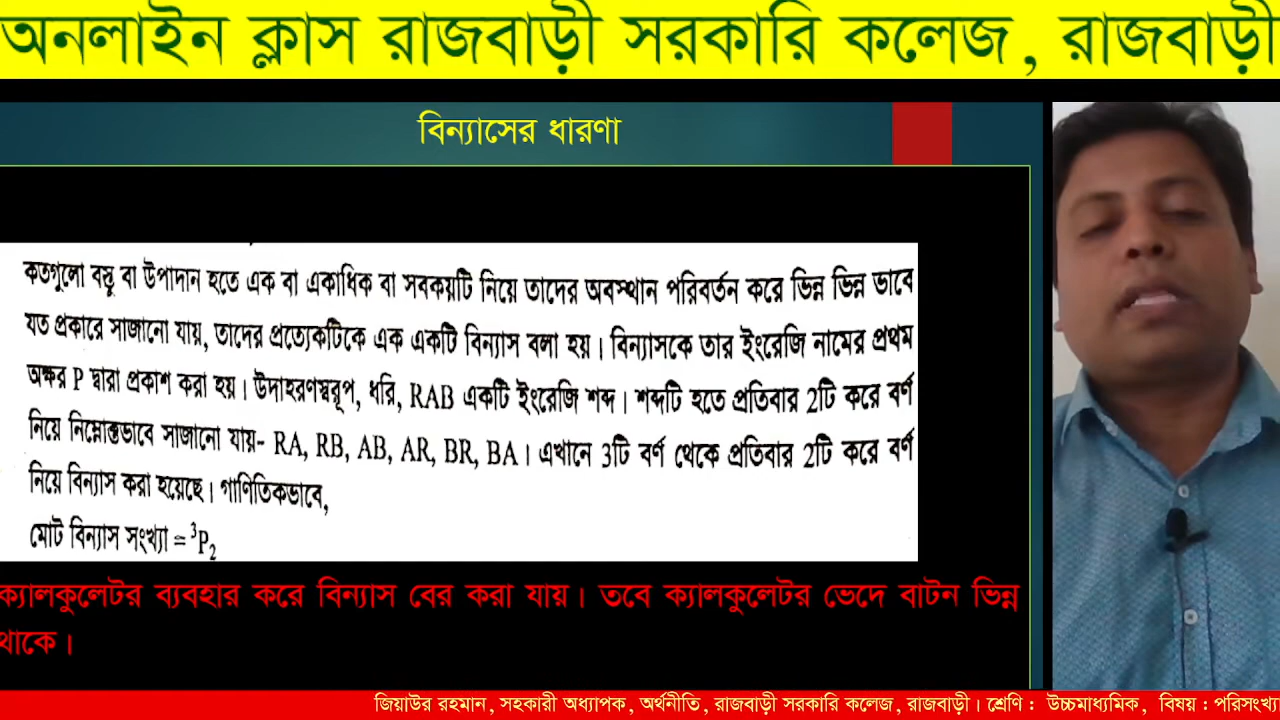 অনলাইন ক্লাস রাজবাড়ী সরকারি কলেজ, রাজবাড়ী
বিন্যাসের ধারণা
কতগুলো বস্তু বা উপাদান হতে এক বা একাধিক বা সবকয়টি নিয়ে তাদের অবস্থান পরিবর্তন করে ভিন্ন ভিন্ন ভাবে
যত প্রকারে সাজানো যায়, তাদের প্রত্যেকটিকে এক একটি বিন্যাস বলা হয়। বিন্যাসকে তার ইংরেজি নামের প্রথম
অক্ষর P দ্বারা প্রকাশ করা হয়। উদাহরণস্বরূপ, ধরি, RAB একটি ইংরেজি শব্দ। শব্দটি হতে প্রতিবার 2টি করে বর্ণ
নিয়ে নিম্নোক্তভাবে সাজানো যায়- RA, RB, AB, AR, BR, BA। এখানে 3টি বর্ণ থেকে প্রতিবার 2টি করে বর্ণ
নিয়ে বিন্যাস করা হয়েছে। গাণিতিকভাবে,
মোট বিন্যাস সংখ্যা = ³P₂
ক্যালকুলেটর ব্যবহার করে বিন্যাস বের করা যায়। তবে ক্যালকুলেটর ভেদে বাটন ভিন্ন
থাকে।
জিয়াউর রহমান, সহকারী অধ্যাপক, অর্থনীতি, রাজবাড়ী সরকারি কলেজ, রাজবাড়ী। শ্রেণি : উচ্চমাধ্যমিক, বিষয় : পরিসংখ্য